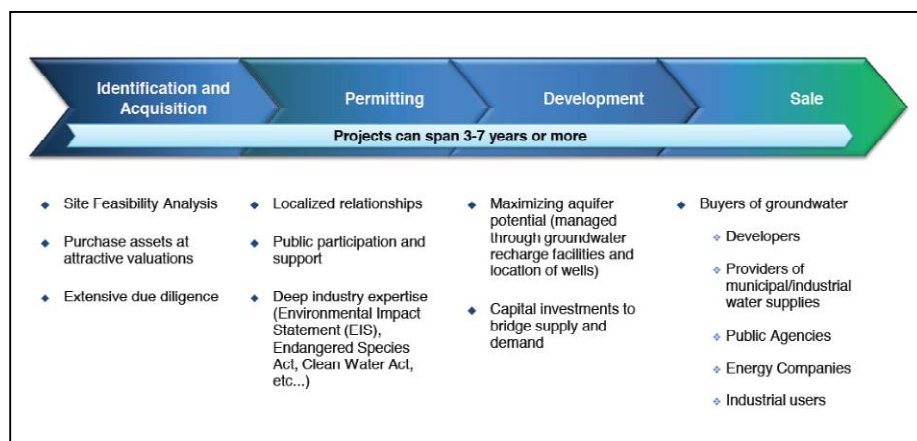 Identification and
Acquisition
Permitting
Development
Sale
Projects can span 3-7 years or more
Site Feasibility Analysis
Purchase assets at
attractive valuations
Extensive due diligence
Localized relationships
Public participation and
support
Deep industry expertise
(Environmental Impact
Statement (EIS),
Endangered Species
Act, Clean Water Act,
etc...)
Maximizing aquifer
potential (managed
through groundwater
recharge facilities and
location of wells)
Capital investments to
bridge supply and
demand
Buyers of groundwater
Developers
Providers of
municipal/industrial
water supplies
Public Agencies
Energy Companies
Industrial users